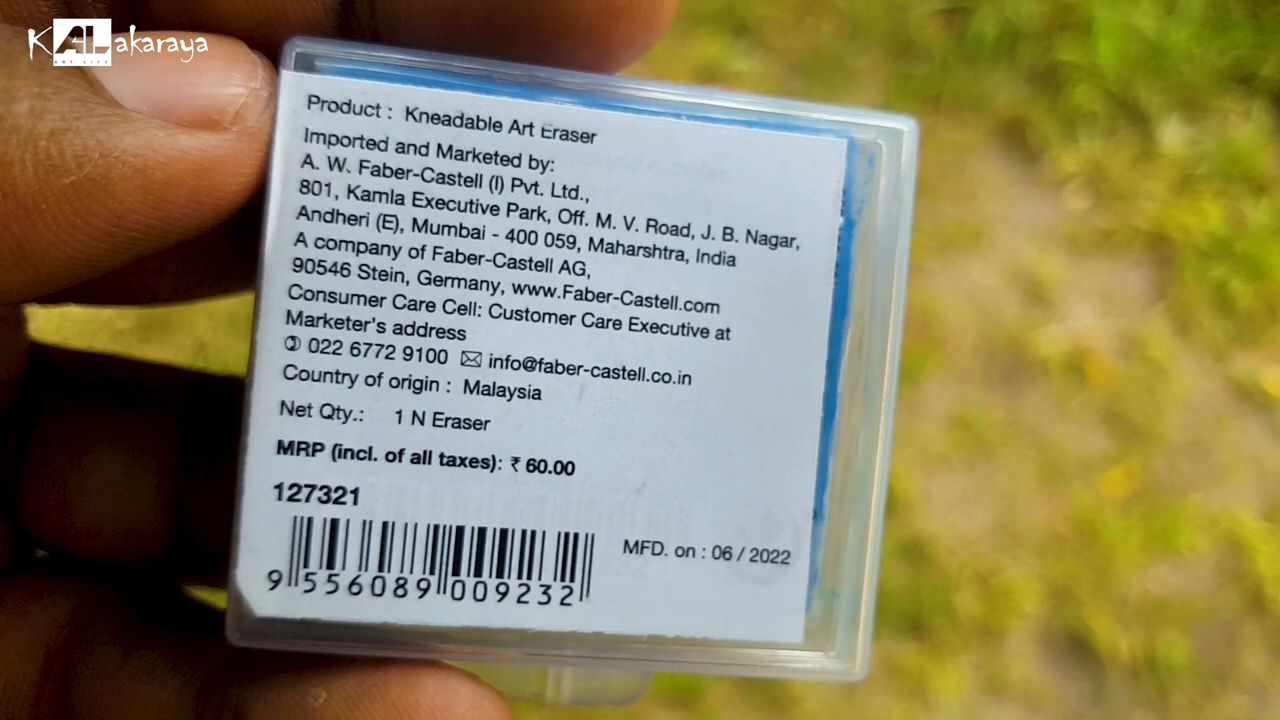 KALakaraya
ART LIFE
Product : Kneadable Art Eraser
Imported and Marketed by:
A. W. Faber-Castell (I) Pvt. Ltd.,
801, Kamla Executive Park, Off. M. V. Road, J. B. Nagar,
Andheri (E), Mumbai - 400 059, Maharshtra, India
A company of Faber-Castell AG,
90546 Stein, Germany, www.Faber-Castell.com
Consumer Care Cell: Customer Care Executive at
Marketer's address
✆ 022 6772 9100 ✉ info@faber-castell.co.in
Country of origin : Malaysia
Net Qty.: 1 N Eraser
MRP (incl. of all taxes): ₹ 60.00
127321
MFD. on : 06 / 2022
9 556089 009232